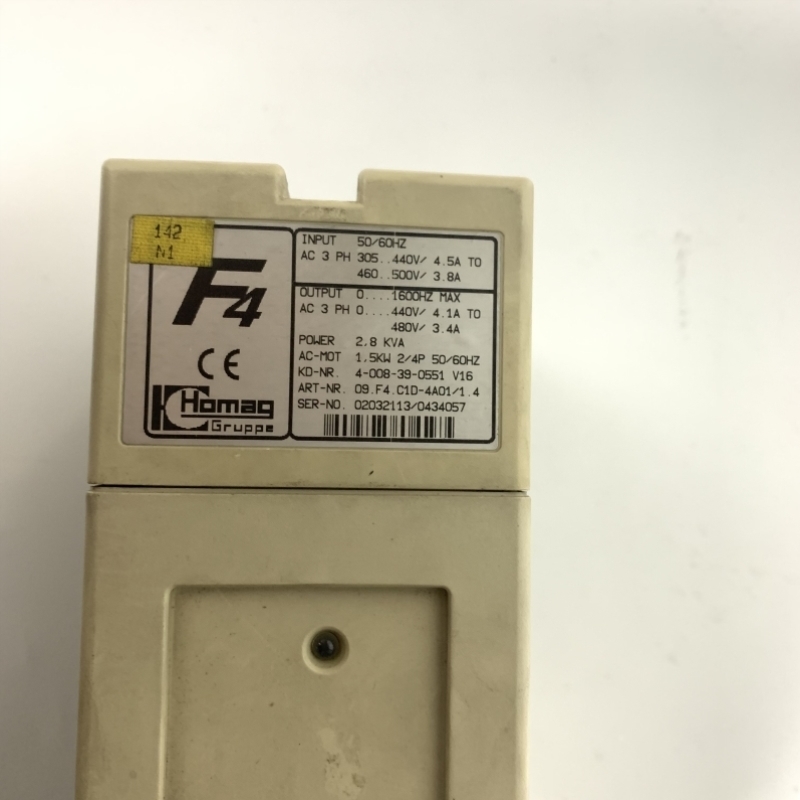 142
N1
F4
CE
Homag
Gruppe
INPUT 50/60HZ
AC 3 PH 305..440V/ 4.5A TO
460..500V/ 3.8A
OUTPUT 0....1600HZ MAX
AC 3 PH 0....440V/ 4.1A TO
480V/ 3.4A
POWER 2.8 KVA
AC-MOT 1.5KW 2/4P 50/60HZ
KD-NR. 4-008-39-0551 V16
ART-NR. 09.F4.C1D-4A01/1.4
SER-NO. 02032113/0434057